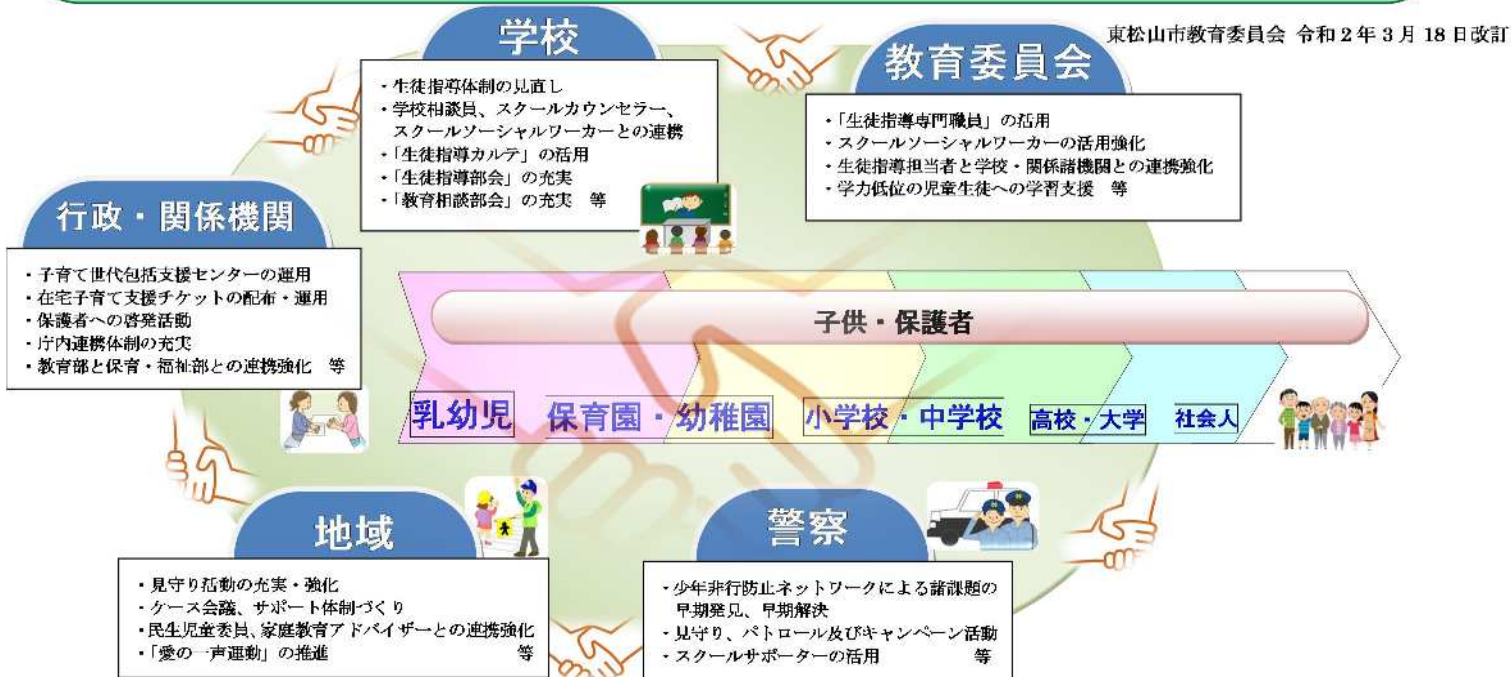 東松山市教育委員会 令和2年3月18日改訂
学校
・生徒指導体制の見直し
・学校相談員、スクールカウンセラー、
スクールソーシャルワーカーとの連携
・「生徒指導カルテ」の活用
・「生徒指導部会」の充実
・「教育相談部会」の充実 等
教育委員会
・「生徒指導専門職員」の活用
・スクールソーシャルワーカーの活用強化
・生徒指導担当者と学校・関係諸機関との連携強化
・学力低位の児童生徒への学習支援 等
行政・関係機関
・子育て世代包括支援センターの運用
・在宅子育て支援チケットの配布・運用
・保護者への啓発活動
・庁内連携体制の充実
・教育部と保育・福祉部との連携強化 等
子供・保護者
乳幼児 保育園・幼稚園 小学校・中学校 高校・大学 社会人
地域
・見守り活動の充実・強化
・ケース会議、サポート体制づくり
・民生児童委員、家庭教育アドバイザーとの連携強化
・「愛の一声運動」の推進 等
警察
・少年非行防止ネットワークによる諸課題の
早期発見、早期解決
・見守り、パトロール及びキャンペーン活動
・スクールサポーターの活用 等